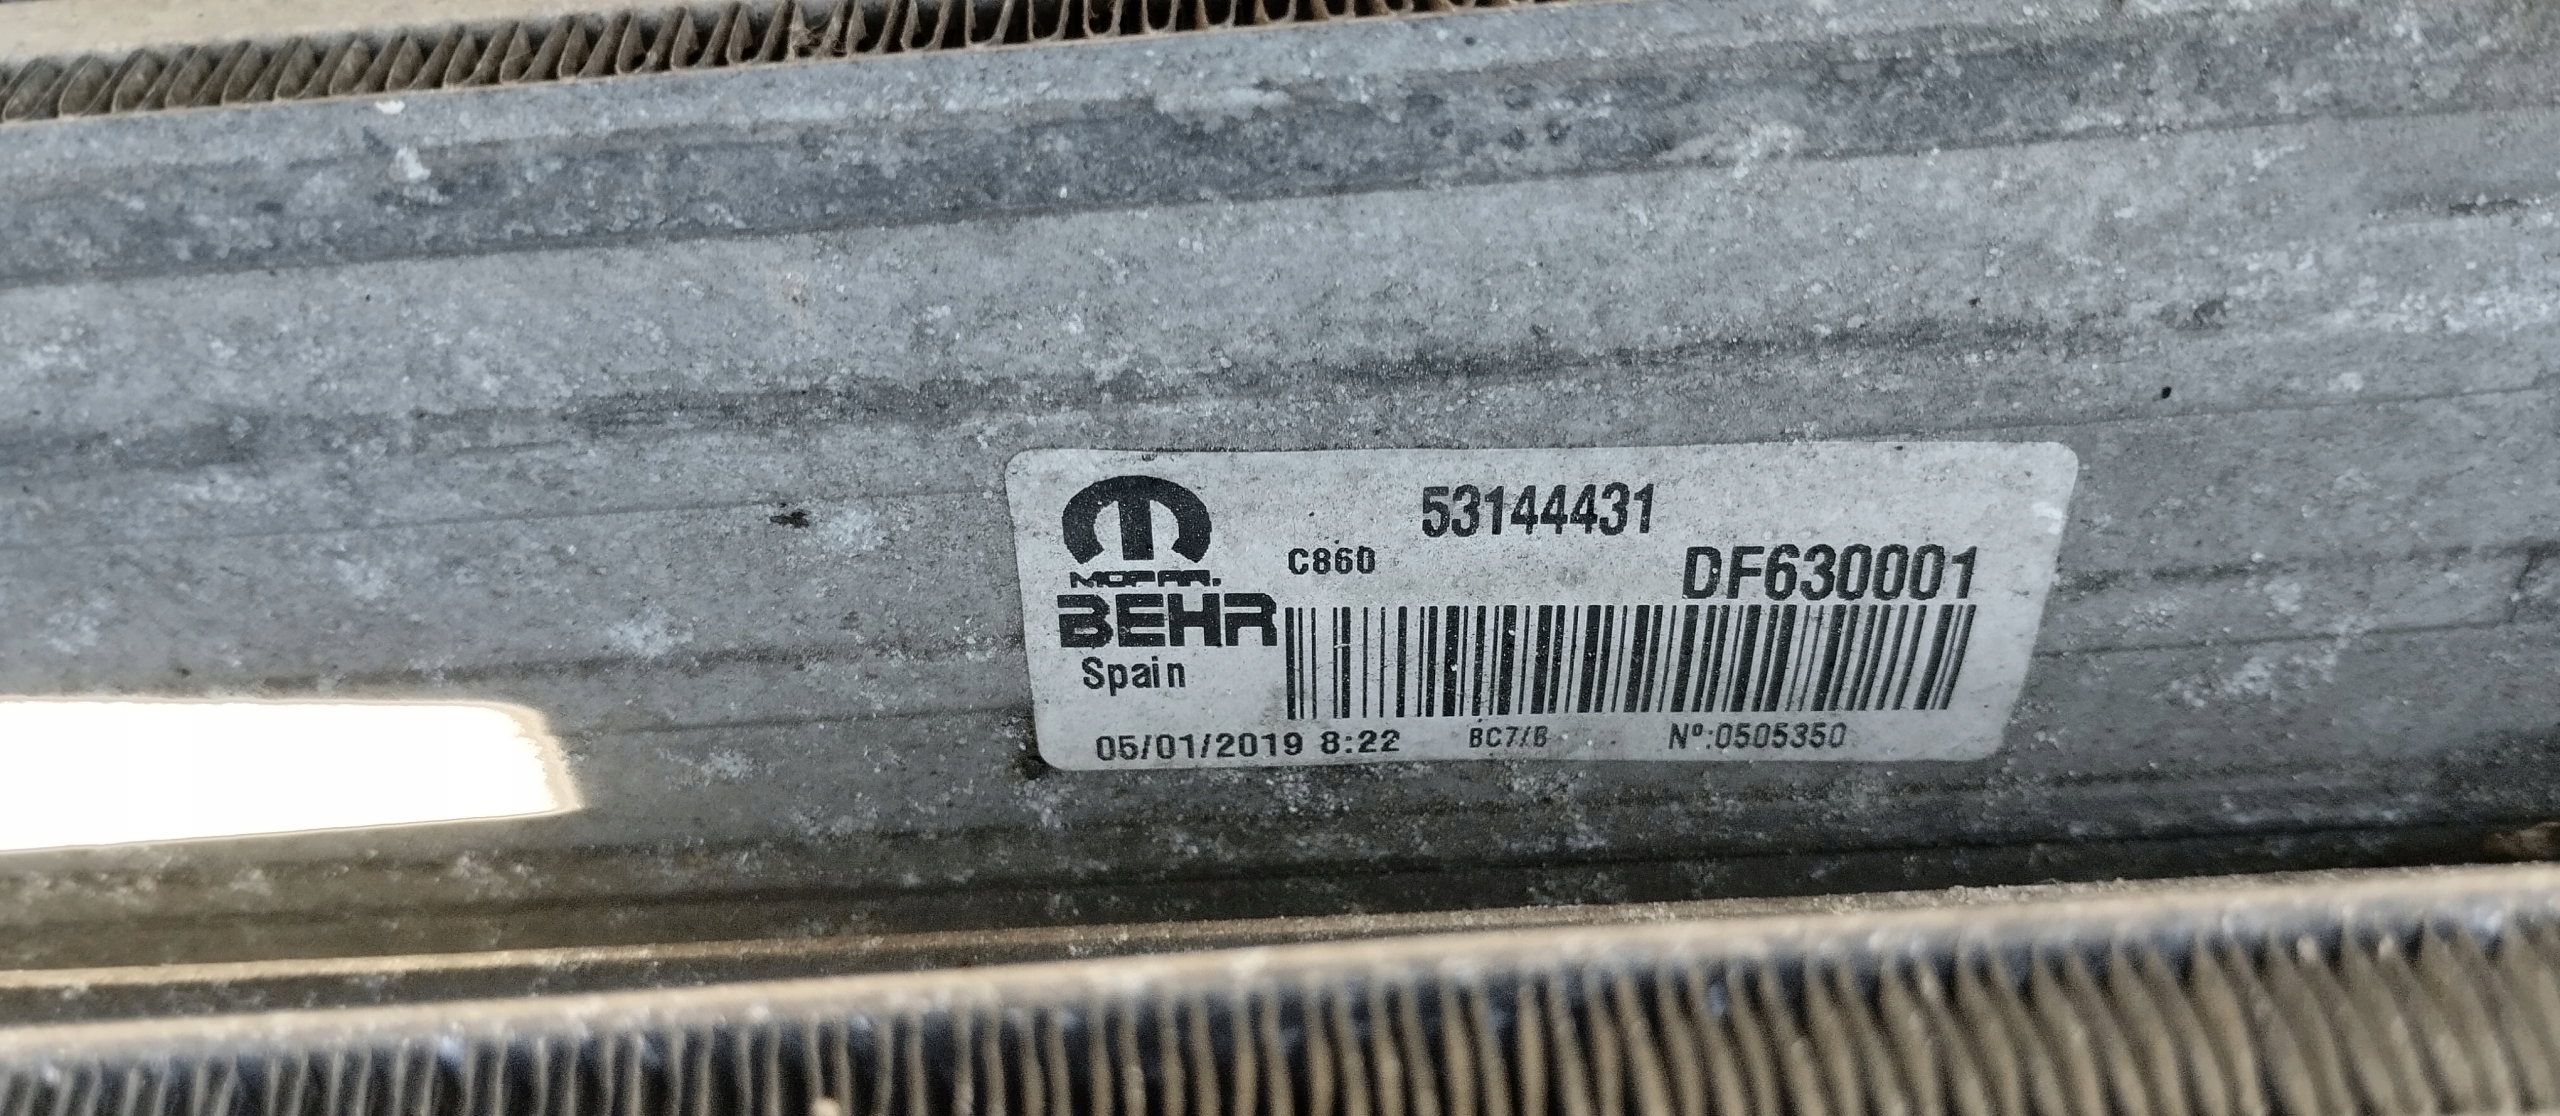 53144431
MOPAR.
C860
DF630001
BEHR
Spain
05/01/2019 8:22
BC7/B
Nº:0505350